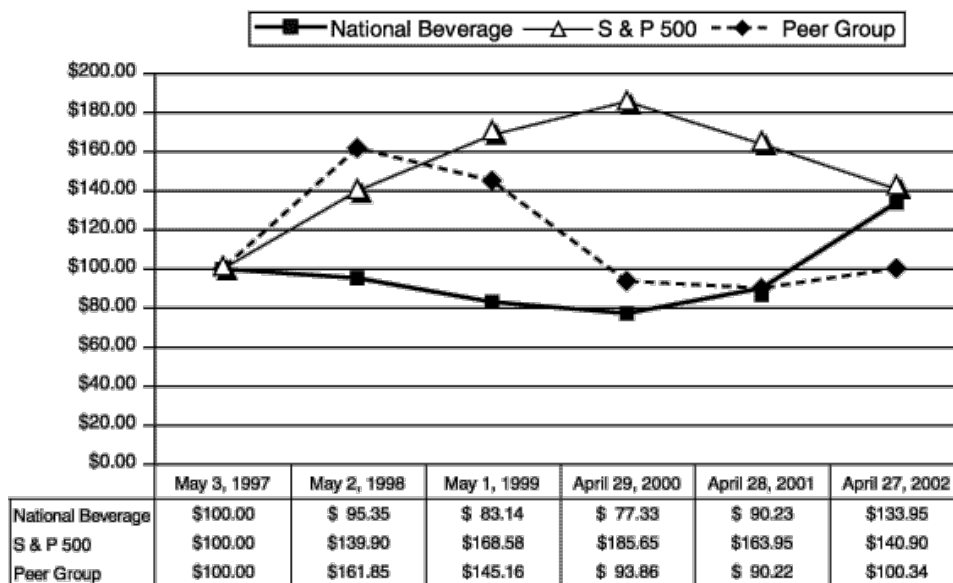 National Beverage S & P 500 Peer Group
$200.00
$180.00
$160.00
$140.00
$120.00
$100.00
$80.00
$60.00
$40.00
$20.00
$0.00
May 3, 1997 May 2, 1998 May 1, 1999 April 29, 2000 April 28, 2001 April 27, 2002
National Beverage $100.00 $ 95.35 $ 83.14 $ 77.33 $ 90.23 $133.95
S & P 500 $100.00 $139.90 $168.58 $185.65 $163.95 $140.90
Peer Group $100.00 $161.85 $145.16 $ 93.86 $ 90.22 $100.34